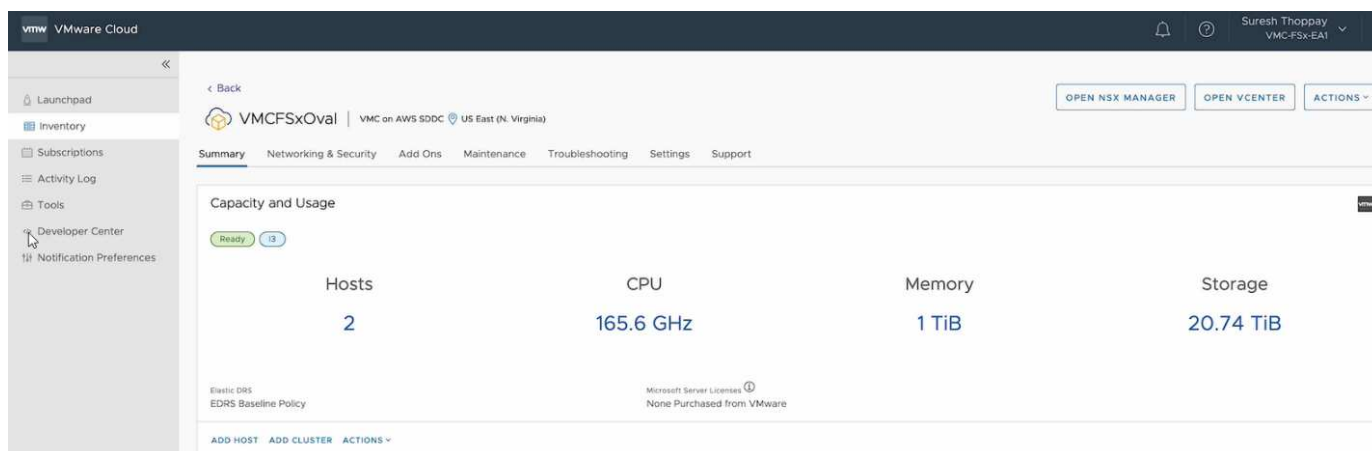 vmw VMware Cloud
Suresh Thoppay
VMC-FSx-EA1
Launchpad
Inventory
Subscriptions
Activity Log
Tools
Developer Center
Notification Preferences
< Back
VMCFSxOval | VMC on AWS SDDC US East (N. Virginia)
OPEN NSX MANAGER OPEN VCENTER ACTIONS
Summary Networking & Security Add Ons Maintenance Troubleshooting Settings Support
Capacity and Usage
vmw
Ready i3
Hosts CPU Memory Storage
2 165.6 GHz 1 TiB 20.74 TiB
Elastic DRS Microsoft Server Licenses
EDRS Baseline Policy None Purchased from VMware
ADD HOST ADD CLUSTER ACTIONS